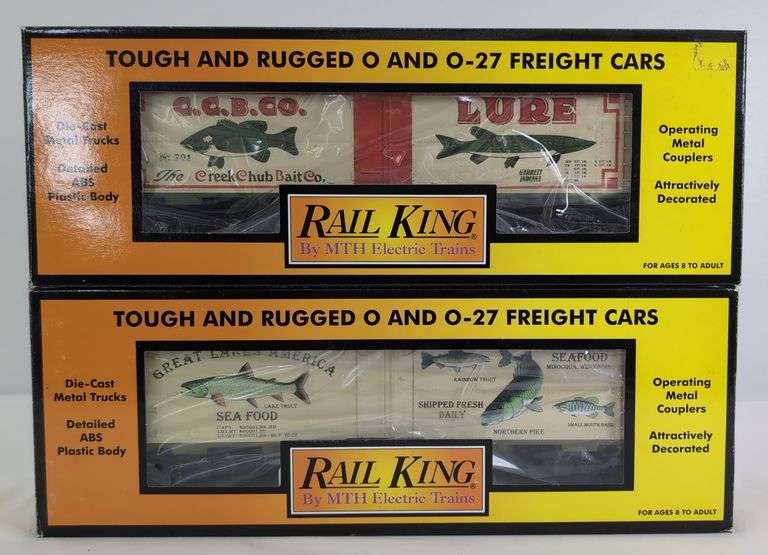 TOUGH AND RUGGED O AND O-27 FREIGHT CARS
Die-Cast
Metal Trucks
Detailed
ABS
Plastic Body
C.C.B.CO.
The Creek Chub Bait Co.
LURE
GARRETT
INDIANA
Operating
Metal
Couplers
Attractively
Decorated
RAIL KING®
By MTH Electric Trains
FOR AGES 8 TO ADULT
TOUGH AND RUGGED O AND O-27 FREIGHT CARS
Die-Cast
Metal Trucks
Detailed
ABS
Plastic Body
GREAT LAKES AMERICA
LAKE TROUT
SEA FOOD
RAINBOW TROUT
SEAFOOD
MINOCQUA, WISCONSIN
SHIPPED FRESH
DAILY
NORTHERN PIKE
SMALL MOUTH BASS
Operating
Metal
Couplers
Attractively
Decorated
RAIL KING®
By MTH Electric Trains
FOR AGES 8 TO ADULT